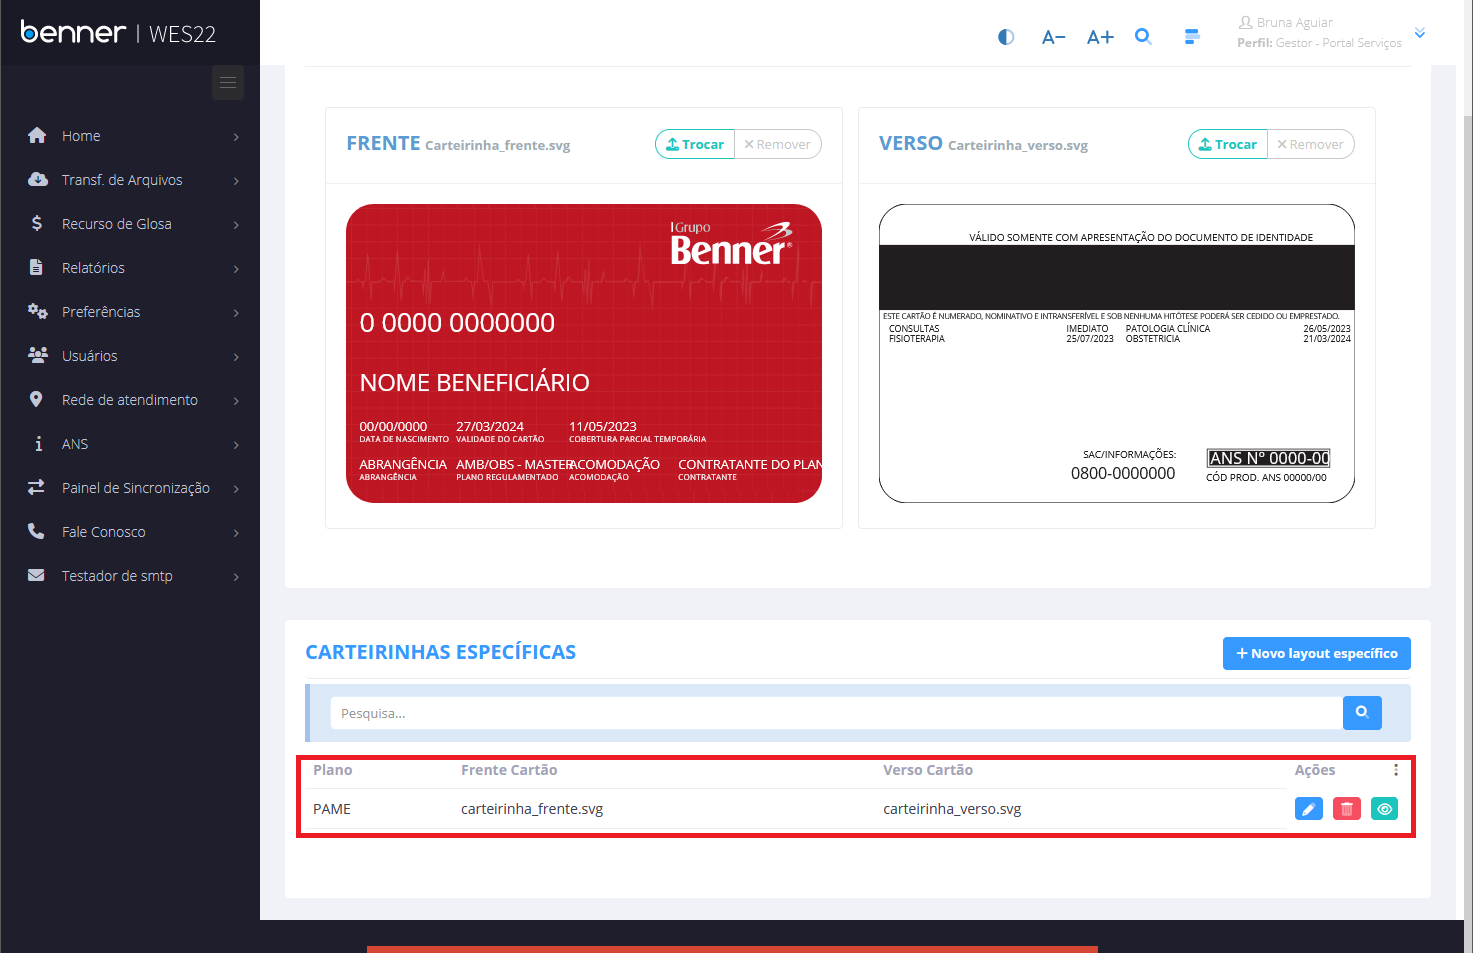 benner | WES22
A-
A+
Bruna Aguiar
Perfil: Gestor - Portal Serviços
Home
Transf. de Arquivos
Recurso de Glosa
Relatórios
Preferências
Usuários
Rede de atendimento
ANS
Painel de Sincronização
Fale Conosco
Testador de smtp
FRENTE Carteirinha_frente.svg
Trocar
Remover
Grupo
Benner
0 0000 0000000
NOME BENEFICIÁRIO
00/00/0000 27/03/2024 11/05/2023
DATA DE NASCIMENTO VALIDADE DO CARTÃO COBERTURA PARCIAL TEMPORÁRIA
ABRANGÊNCIA AMB/OBS - MASTER ACOMODAÇÃO CONTRATANTE DO PLAN
ABRANGÊNCIA PLANO REGULAMENTADO ACOMODAÇÃO CONTRATANTE
VERSO Carteirinha_verso.svg
Trocar
Remover
VÁLIDO SOMENTE COM APRESENTAÇÃO DO DOCUMENTO DE IDENTIDADE
ESTE CARTÃO É NUMERADO, NOMINATIVO E INTRANSFERÍVEL E SOB NENHUMA HITÓTESE PODERÁ SER CEDIDO OU EMPRESTADO.
CONSULTAS IMEDIATO PATOLOGIA CLÍNICA 26/05/2023
FISIOTERAPIA 25/07/2023 OBSTETRICIA 21/03/2024
SAC/INFORMAÇÕES:
0800-0000000
ANS Nº 0000-00
CÓD PROD. ANS 00000/00
CARTEIRINHAS ESPECÍFICAS
+ Novo layout específico
Pesquisa...
Plano Frente Cartão Verso Cartão Ações
PAME carteirinha_frente.svg carteirinha_verso.svg